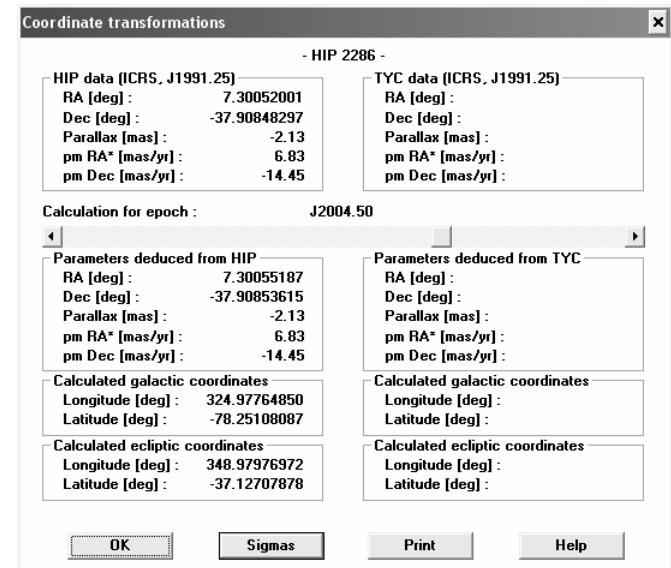 Coordinate transformations
- HIP 2286 -
HIP data (ICRS, J1991.25)
RA [deg] : 7.30052001
Dec [deg] : -37.90848297
Parallax [mas] : -2.13
pm RA* [mas/yr] : 6.83
pm Dec [mas/yr] : -14.45
TYC data (ICRS, J1991.25)
RA [deg] :
Dec [deg] :
Parallax [mas] :
pm RA* [mas/yr] :
pm Dec [mas/yr] :
Calculation for epoch : J2004.50
Parameters deduced from HIP
RA [deg] : 7.30055187
Dec [deg] : -37.90853615
Parallax [mas] : -2.13
pm RA* [mas/yr] : 6.83
pm Dec [mas/yr] : -14.45
Parameters deduced from TYC
RA [deg] :
Dec [deg] :
Parallax [mas] :
pm RA* [mas/yr] :
pm Dec [mas/yr] :
Calculated galactic coordinates
Longitude [deg] : 324.97764850
Latitude [deg] : -78.25108087
Calculated galactic coordinates
Longitude [deg] :
Latitude [deg] :
Calculated ecliptic coordinates
Longitude [deg] : 348.97976972
Latitude [deg] : -37.12707878
Calculated ecliptic coordinates
Longitude [deg] :
Latitude [deg] :
OK Sigmas Print Help